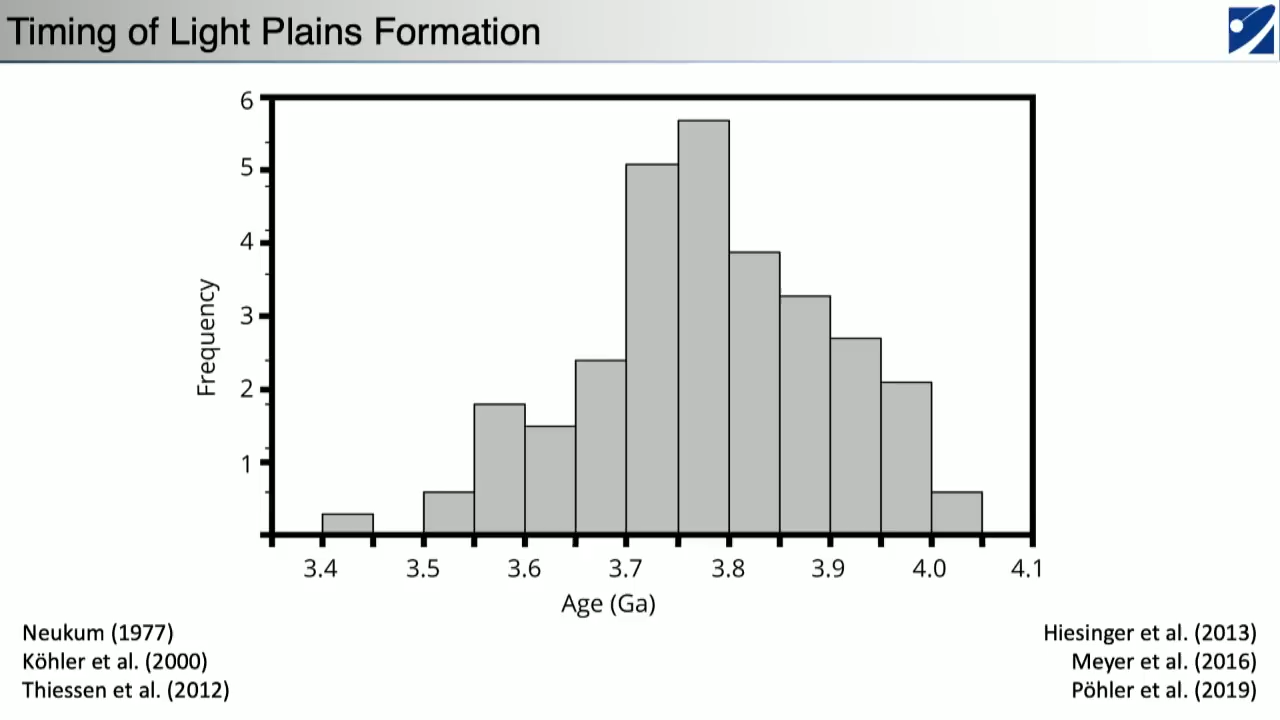 Timing of Light Plains Formation
6
5
4
3
2
1
Frequency
3.4 3.5 3.6 3.7 3.8 3.9 4.0 4.1
Age (Ga)
Neukum (1977)
Köhler et al. (2000)
Thiessen et al. (2012)
Hiesinger et al. (2013)
Meyer et al. (2016)
Pöhler et al. (2019)